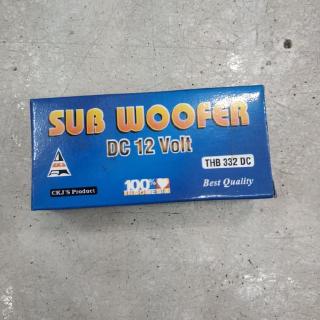 SUB WOOFER
DC 12 Volt
THB 332 DC
CKJ'S Product
100%
Best Quality